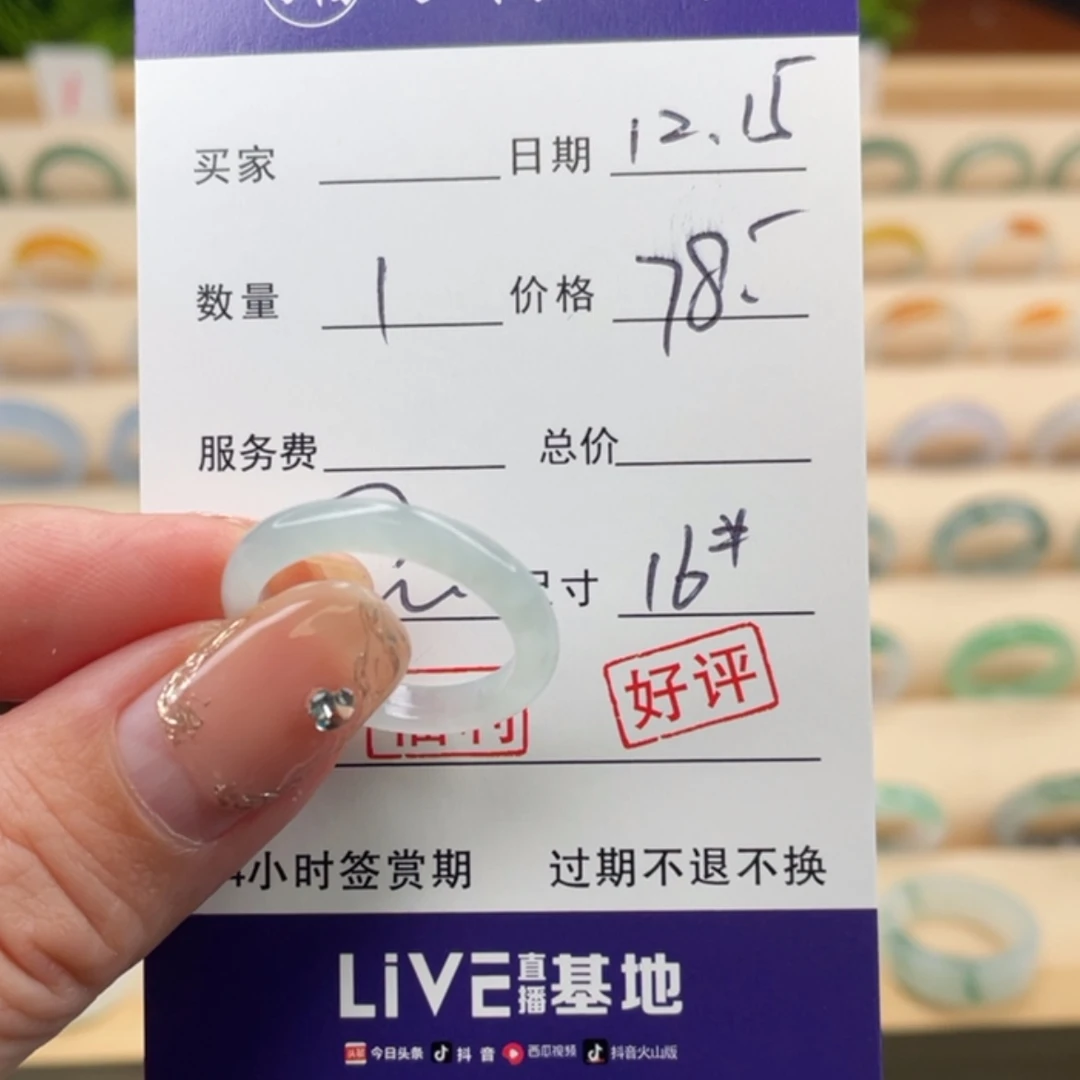 买家 日期 12.15
数量 1 价格 78.
服务费 总价
寸 16#
好评
小时签赏期 过期不退不换
LiVE直播基地
头条 今日头条 抖音 西瓜视频 抖音火山版